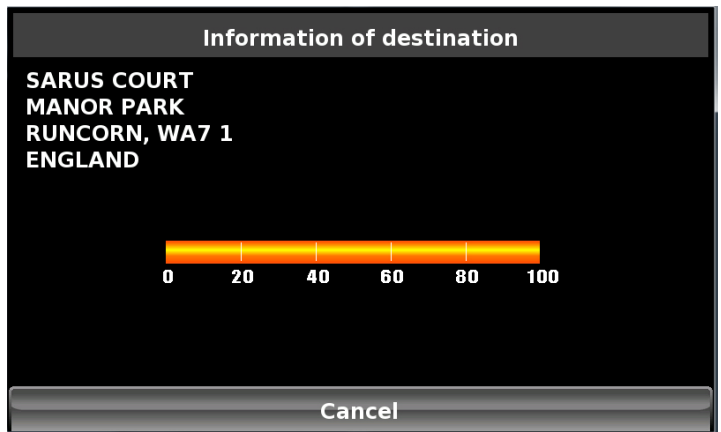 Information of destination
SARUS COURT
MANOR PARK
RUNCORN, WA7 1
ENGLAND
0 20 40 60 80 100
Cancel